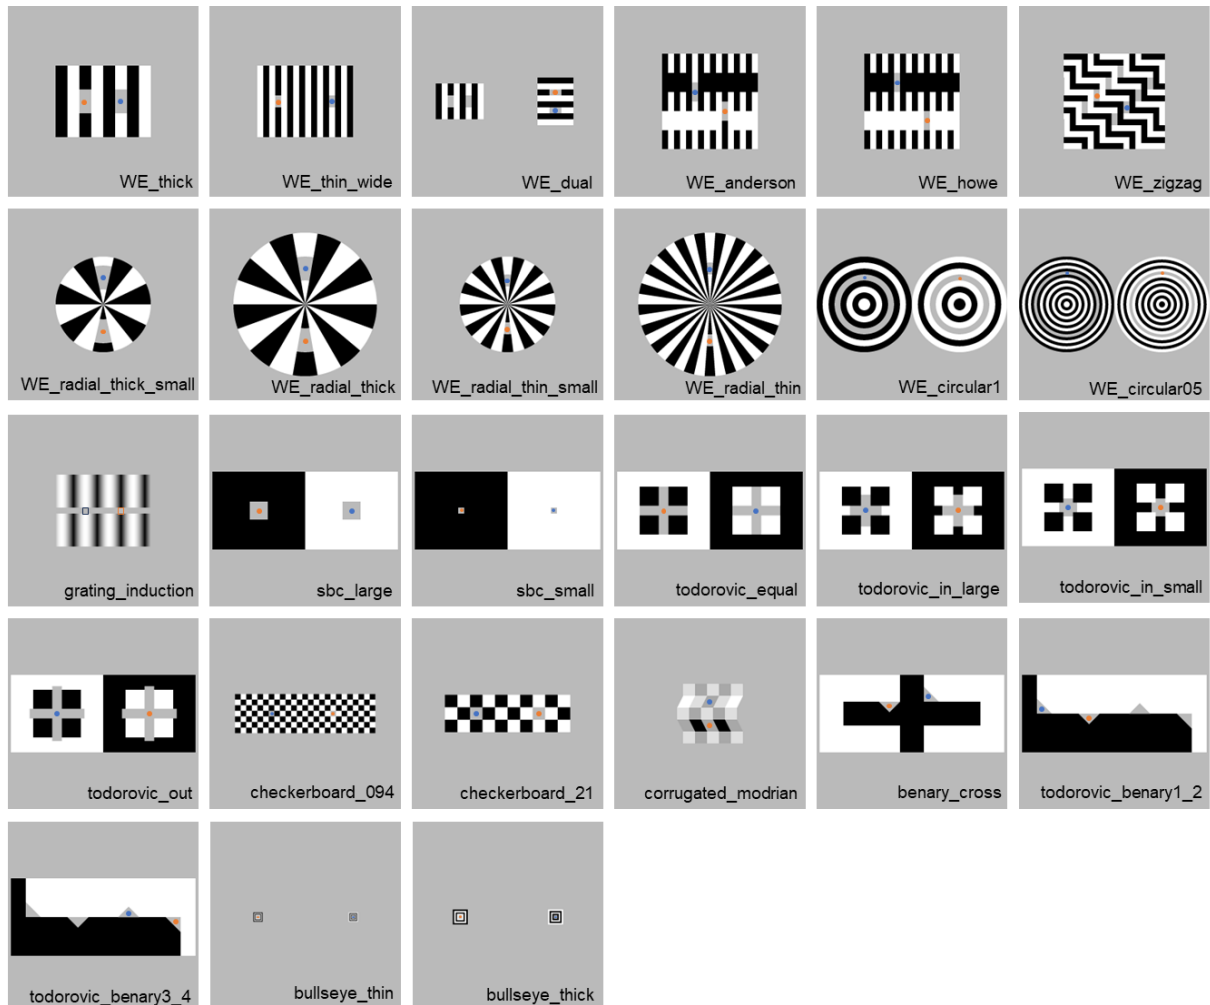 WE_thick
WE_thin_wide
WE_dual
WE_anderson
WE_howe
WE_zigzag
WE_radial_thick_small
WE_radial_thick
WE_radial_thin_small
WE_radial_thin
WE_circular1
WE_circular05
grating_induction
sbc_large
sbc_small
todorovic_equal
todorovic_in_large
todorovic_in_small
todorovic_out
checkerboard_094
checkerboard_21
corrugated_modrian
benary_cross
todorovic_benary1_2
todorovic_benary3_4
bullseye_thin
bullseye_thick